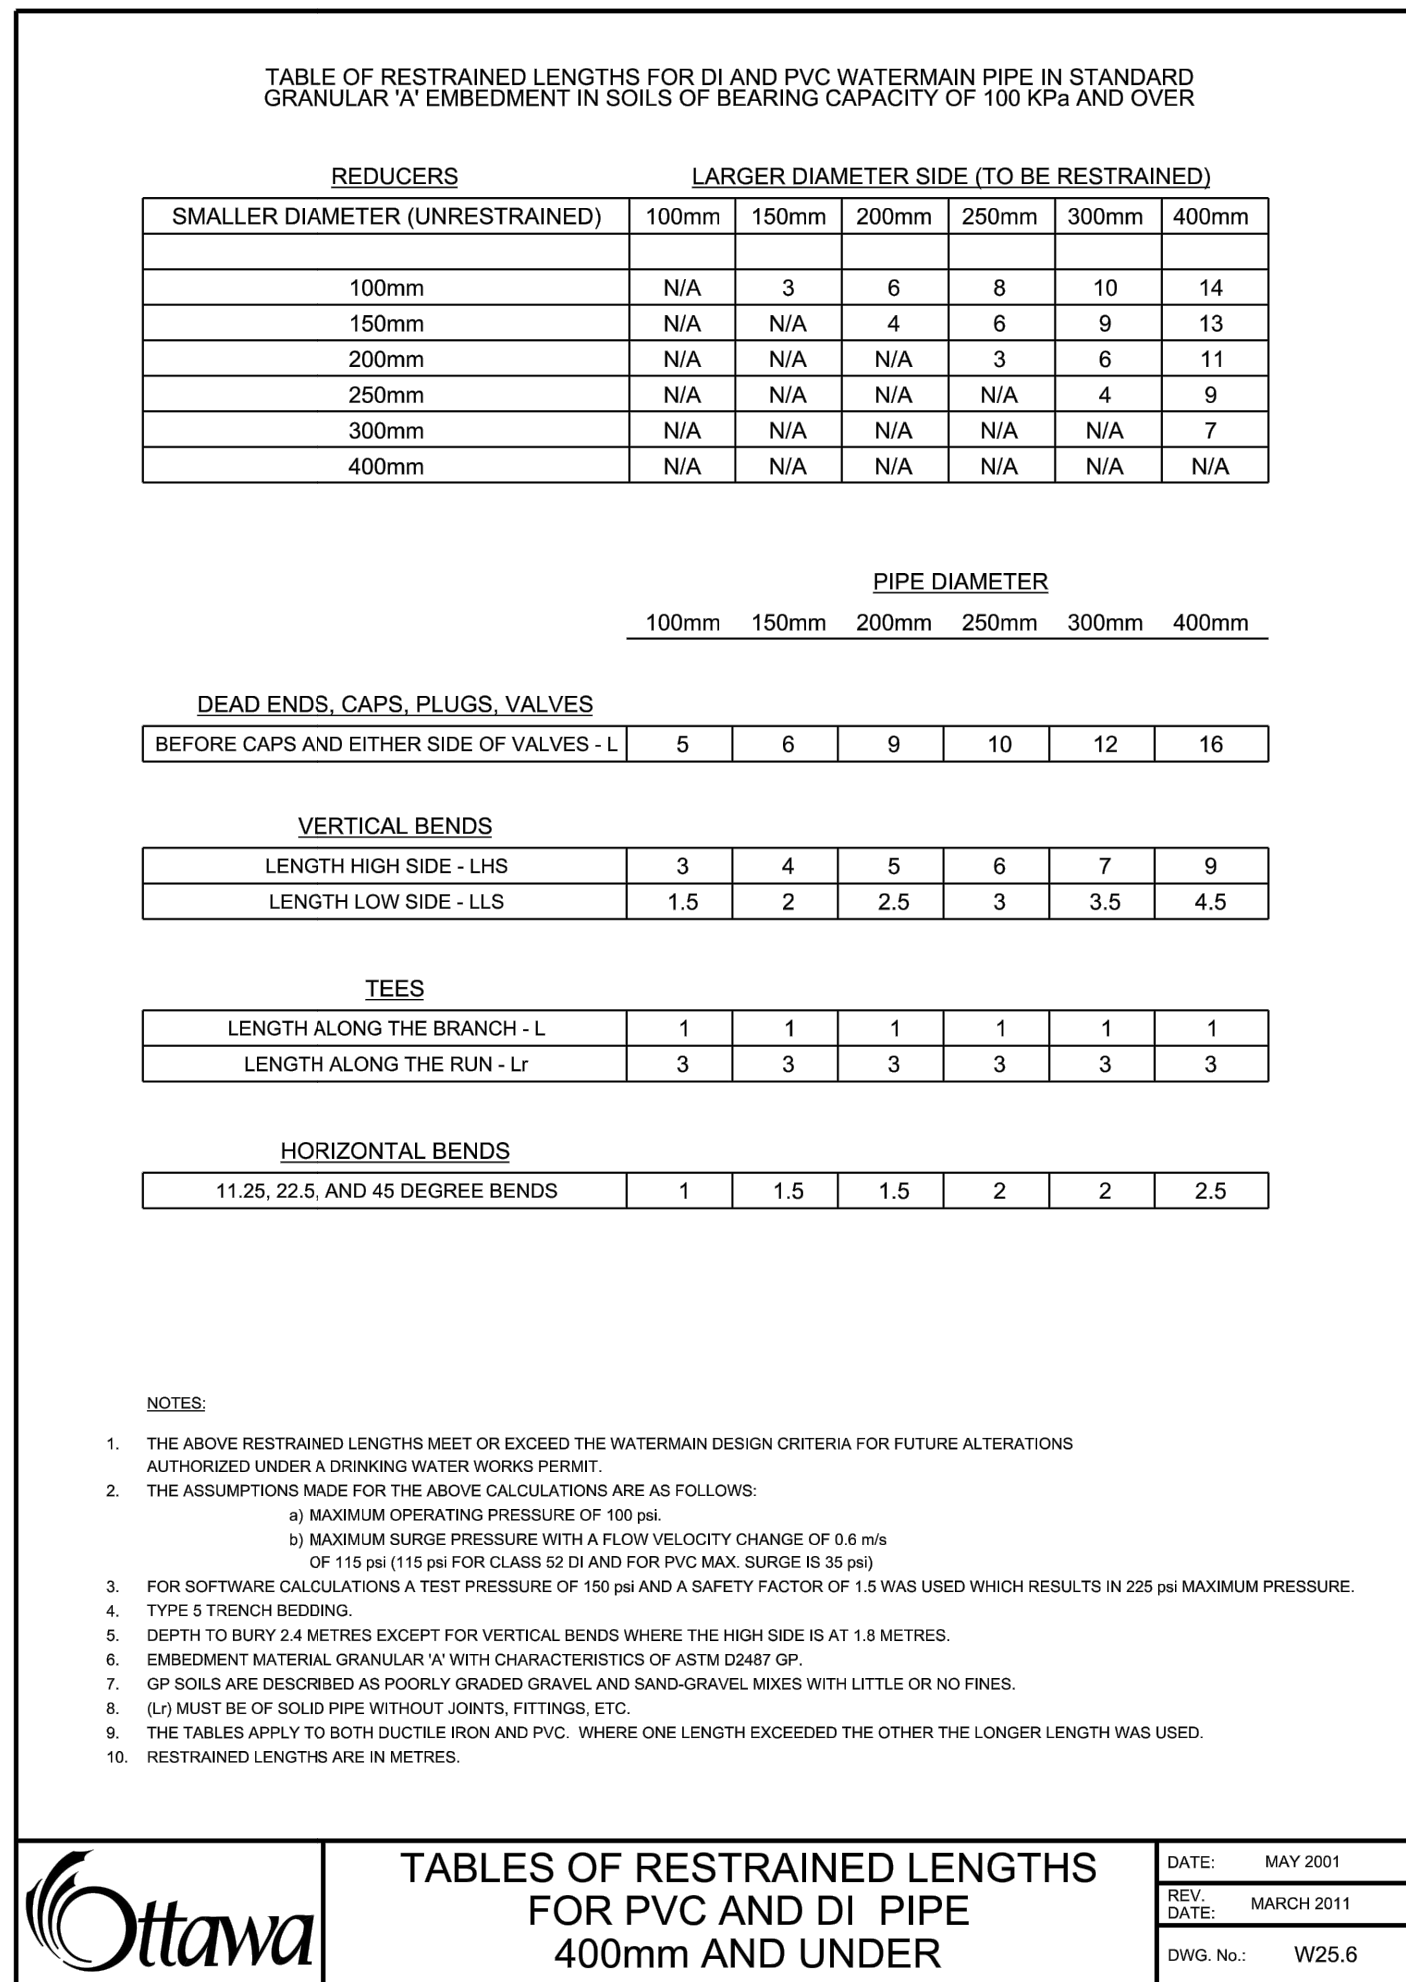 TABLE OF RESTRAINED LENGTHS FOR DI AND PVC WATERMAIN PIPE IN STANDARD
GRANULAR 'A' EMBEDMENT IN SOILS OF BEARING CAPACITY OF 100 KPa AND OVER
REDUCERS LARGER DIAMETER SIDE (TO BE RESTRAINED)
SMALLER DIAMETER (UNRESTRAINED) 100mm 150mm 200mm 250mm 300mm 400mm
100mm N/A 3 6 8 10 14
150mm N/A N/A 4 6 9 13
200mm N/A N/A N/A 3 6 11
250mm N/A N/A N/A N/A 4 9
300mm N/A N/A N/A N/A N/A 7
400mm N/A N/A N/A N/A N/A N/A
PIPE DIAMETER
100mm 150mm 200mm 250mm 300mm 400mm
DEAD ENDS, CAPS, PLUGS, VALVES
BEFORE CAPS AND EITHER SIDE OF VALVES - L 5 6 9 10 12 16
VERTICAL BENDS
LENGTH HIGH SIDE - LHS 3 4 5 6 7 9
LENGTH LOW SIDE - LLS 1.5 2 2.5 3 3.5 4.5
TEES
LENGTH ALONG THE BRANCH - L 1 1 1 1 1 1
LENGTH ALONG THE RUN - Lr 3 3 3 3 3 3
HORIZONTAL BENDS
11.25, 22.5, AND 45 DEGREE BENDS 1 1.5 1.5 2 2 2.5
NOTES:
1. THE ABOVE RESTRAINED LENGTHS MEET OR EXCEED THE WATERMAIN DESIGN CRITERIA FOR FUTURE ALTERATIONS
AUTHORIZED UNDER A DRINKING WATER WORKS PERMIT.
2. THE ASSUMPTIONS MADE FOR THE ABOVE CALCULATIONS ARE AS FOLLOWS:
a) MAXIMUM OPERATING PRESSURE OF 100 psi.
b) MAXIMUM SURGE PRESSURE WITH A FLOW VELOCITY CHANGE OF 0.6 m/s
OF 115 psi (115 psi FOR CLASS 52 DI AND FOR PVC MAX. SURGE IS 35 psi)
3. FOR SOFTWARE CALCULATIONS A TEST PRESSURE OF 150 psi AND A SAFETY FACTOR OF 1.5 WAS USED WHICH RESULTS IN 225 psi MAXIMUM PRESSURE.
4. TYPE 5 TRENCH BEDDING.
5. DEPTH TO BURY 2.4 METRES EXCEPT FOR VERTICAL BENDS WHERE THE HIGH SIDE IS AT 1.8 METRES.
6. EMBEDMENT MATERIAL GRANULAR 'A' WITH CHARACTERISTICS OF ASTM D2487 GP.
7. GP SOILS ARE DESCRIBED AS POORLY GRADED GRAVEL AND SAND-GRAVEL MIXES WITH LITTLE OR NO FINES.
8. (Lr) MUST BE OF SOLID PIPE WITHOUT JOINTS, FITTINGS, ETC.
9. THE TABLES APPLY TO BOTH DUCTILE IRON AND PVC. WHERE ONE LENGTH EXCEEDED THE OTHER THE LONGER LENGTH WAS USED.
10. RESTRAINED LENGTHS ARE IN METRES.
Ottawa
TABLES OF RESTRAINED LENGTHS
FOR PVC AND DI PIPE
400mm AND UNDER
DATE: MAY 2001
REV.
DATE: MARCH 2011
DWG. No.: W25.6